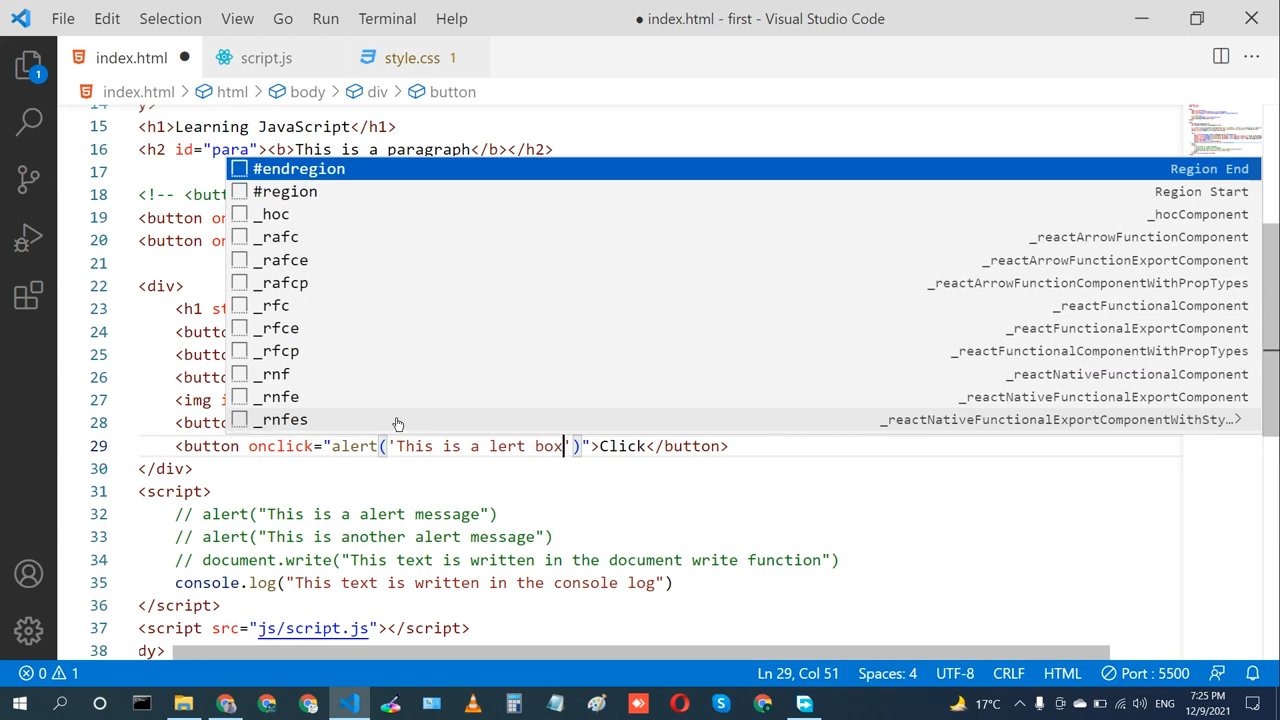 File Edit Selection View Go Run Terminal Help ● index.html - first - Visual Studio Code
index.html ● script.js style.css 1
index.html > html > body > div > button
14 y>
15 <h1>Learning JavaScript</h1>
16 <h2 id="para"><b>This is a paragraph</b></h2>
#endregion Region End
17
#region Region Start
18 <!-- <butt
_hoc _hocComponent
19 <button on
_rafc _reactArrowFunctionComponent
20 <button on
_rafce _reactArrowFunctionExportComponent
21
_rafcp _reactArrowFunctionComponentWithPropTypes
22 <div>
_rfc _reactFunctionalComponent
23 <h1 st
_rfce _reactFunctionalExportComponent
24 <butto
_rfcp _reactFunctionalComponentWithPropTypes
25 <butto
_rnf _reactNativeFunctionalComponent
26 <butto
_rnfe _reactNativeFunctionalExportComponent
27 <img i
_rnfes _reactNativeFunctionalExportComponentWithSty…>
28 <butto
29 <button onclick="alert('This is a lert box')">Click</button>
30 </div>
31 <script>
32 // alert("This is a alert message")
33 // alert("This is another alert message")
34 // document.write("This text is written in the document write function")
35 console.log("This text is written in the console log")
36 </script>
37 <script src="js/script.js"></script>
38 dy>
1
0 1 Ln 29, Col 51 Spaces: 4 UTF-8 CRLF HTML Port : 5500
17°C ENG 7:25 PM
12/9/2021